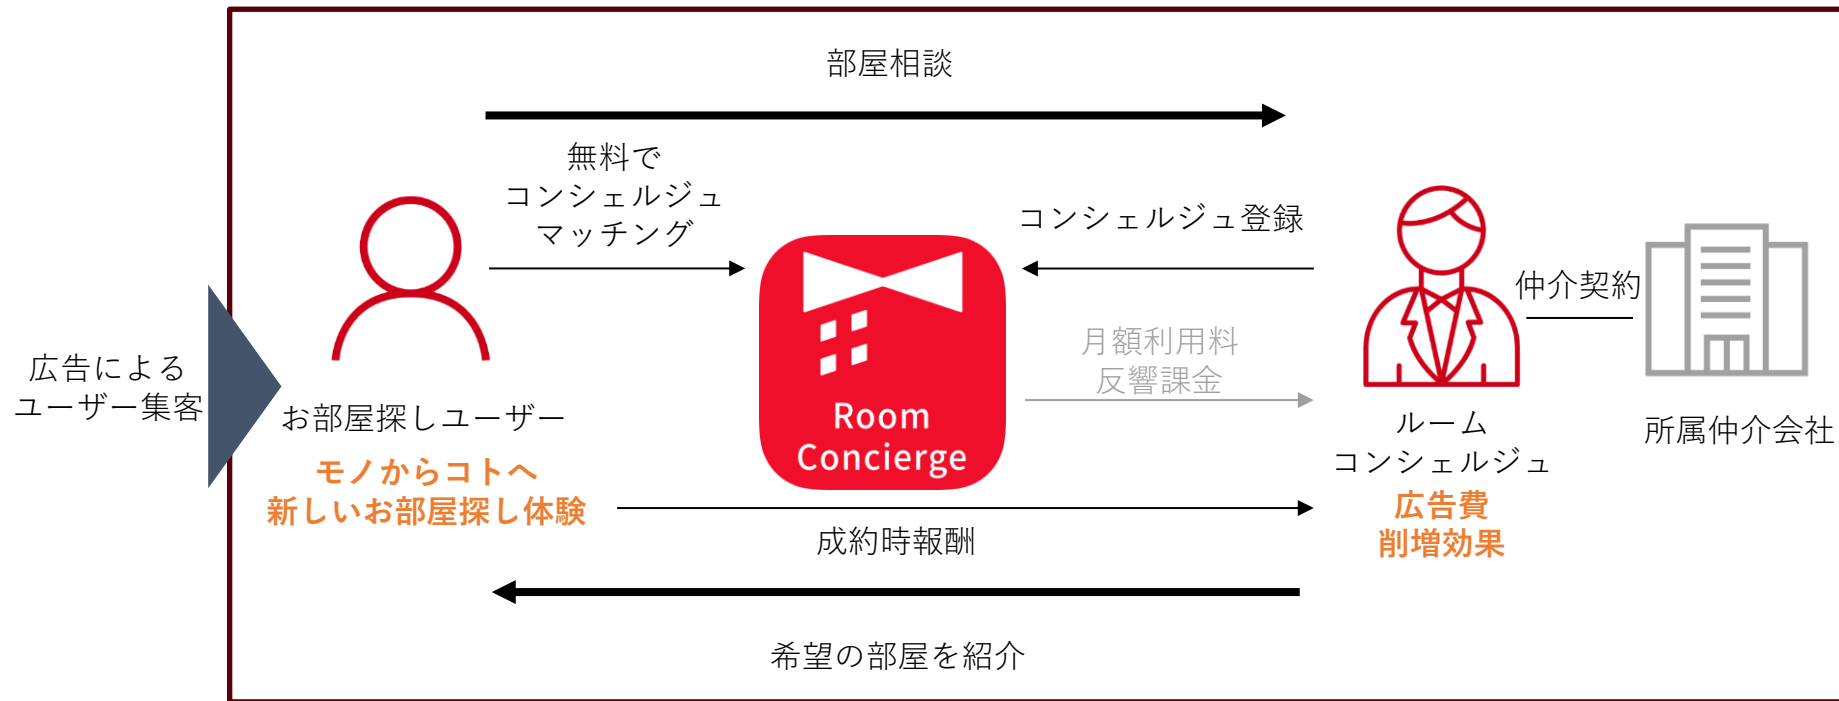 部屋相談
無料で
コンシェルジュ
マッチング
コンシェルジュ登録
仲介契約
月額利用料
反響課金
広告による
ユーザー集客
お部屋探しユーザー
モノからコトへ
新しいお部屋探し体験
Room
Concierge
ルーム
コンシェルジュ
広告費
削増効果
所属仲介会社
成約時報酬
希望の部屋を紹介